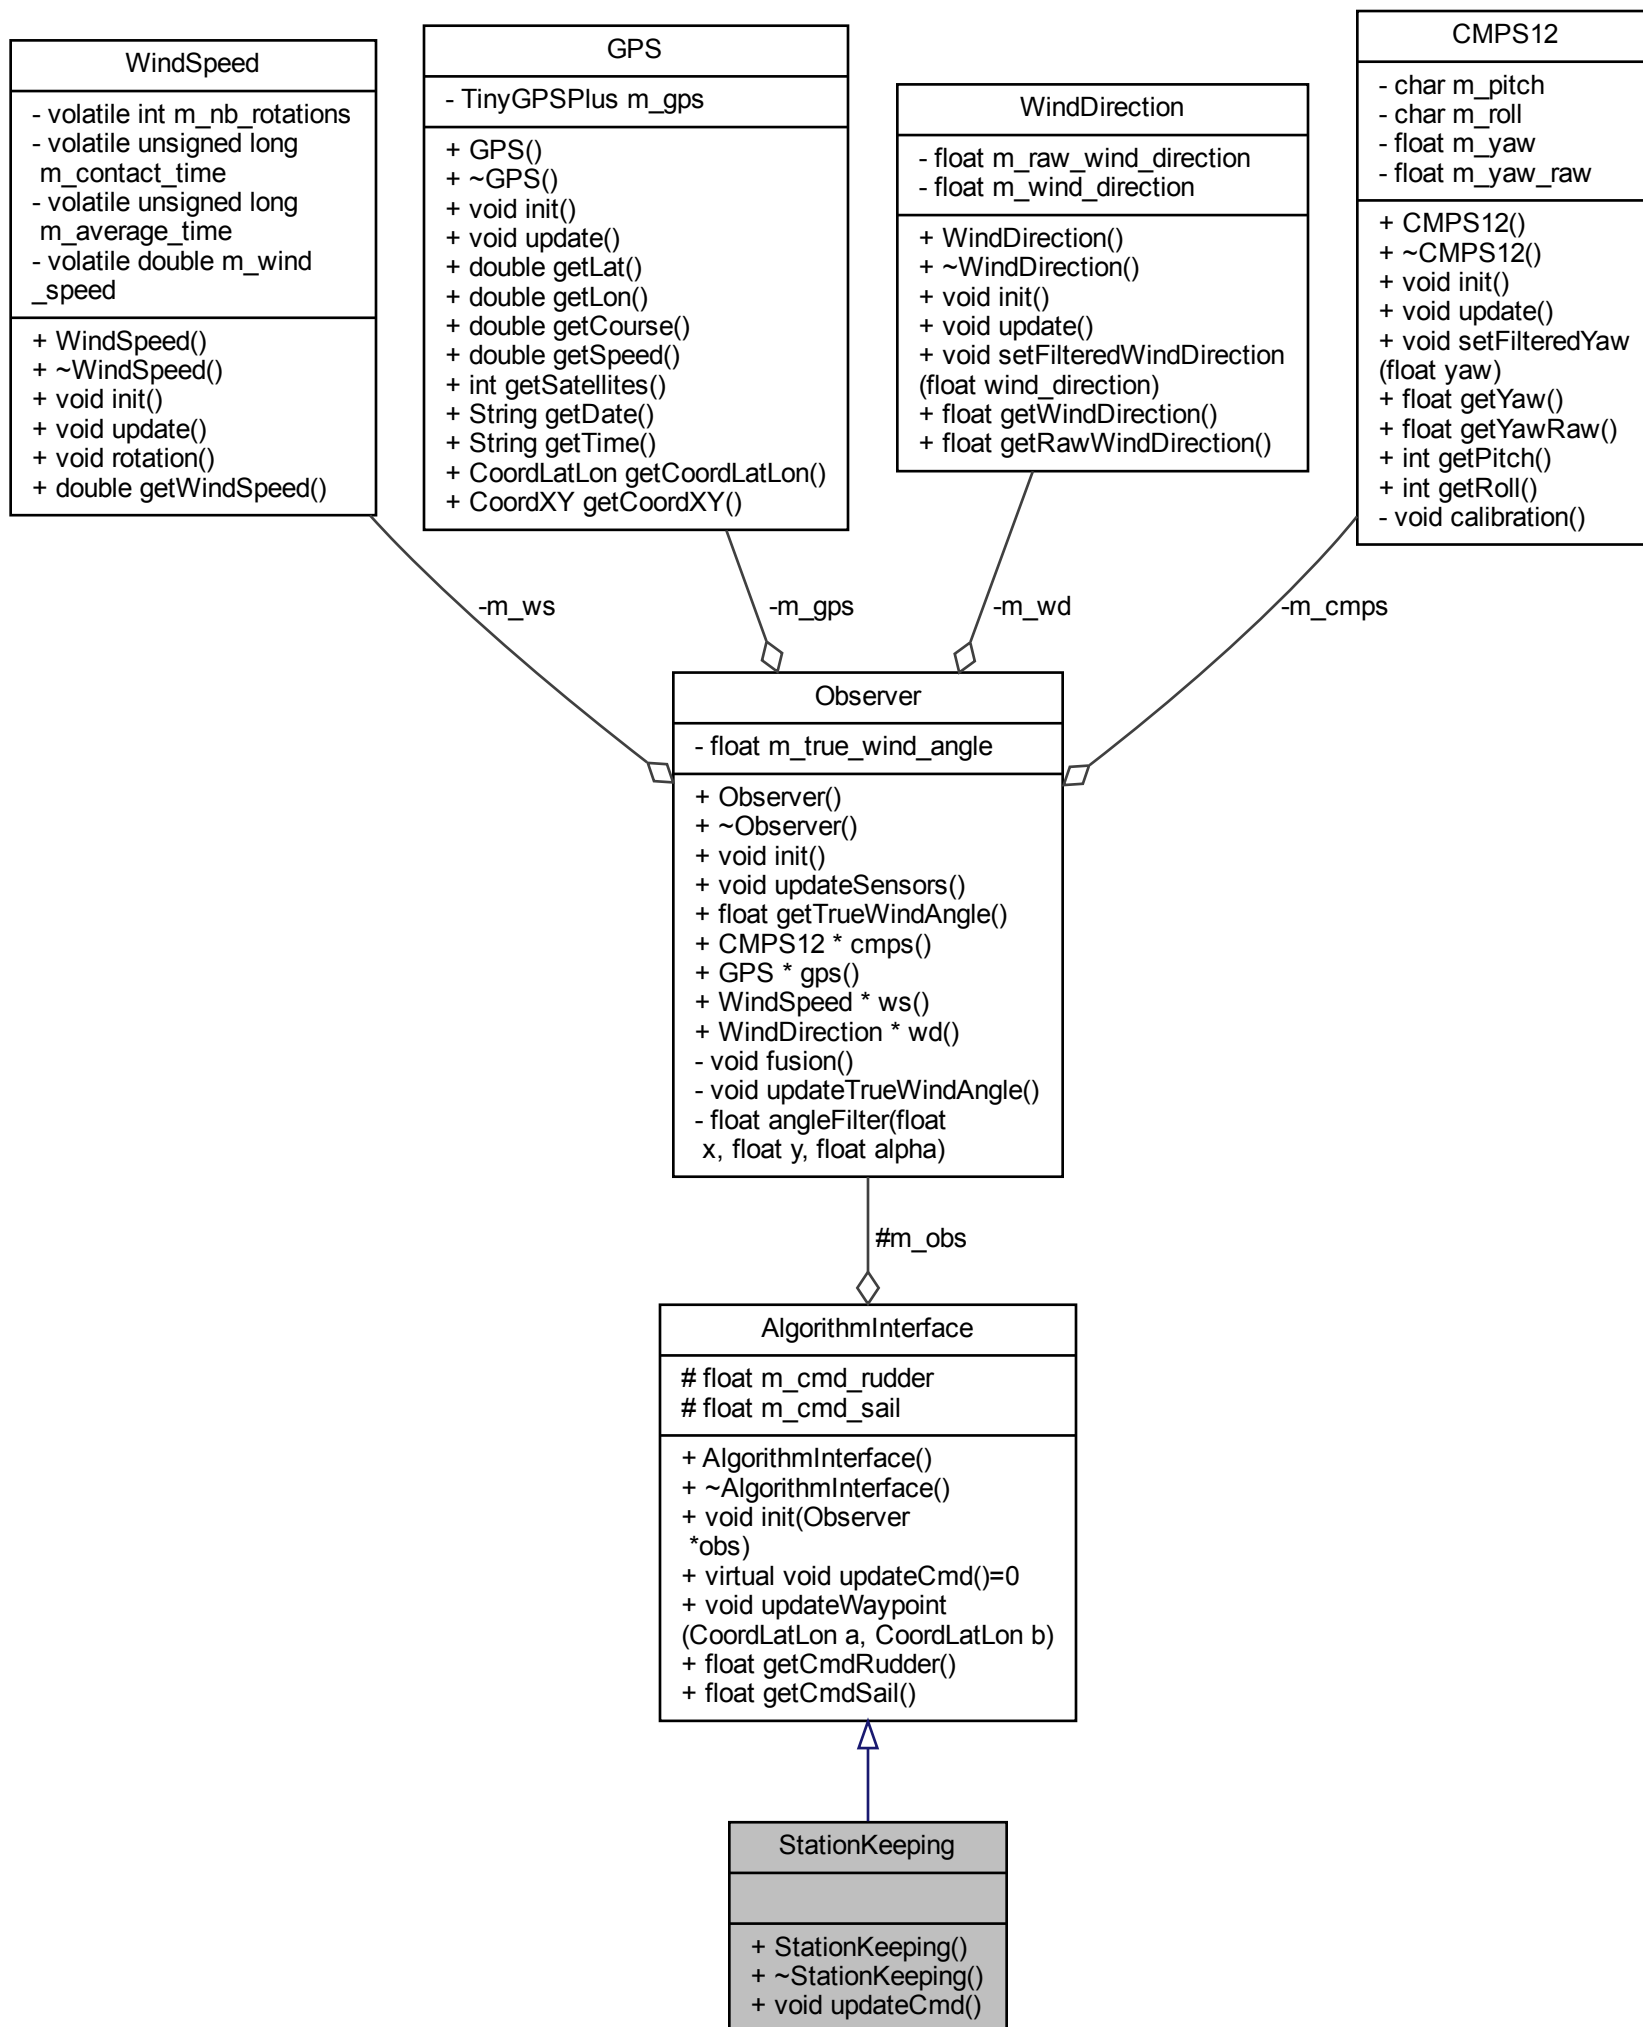 WindSpeed
- volatile int m_nb_rotations
- volatile unsigned long
m_contact_time
- volatile unsigned long
m_average_time
- volatile double m_wind
_speed
+ WindSpeed()
+ ~WindSpeed()
+ void init()
+ void update()
+ void rotation()
+ double getWindSpeed()
GPS
- TinyGPSPlus m_gps
+ GPS()
+ ~GPS()
+ void init()
+ void update()
+ double getLat()
+ double getLon()
+ double getCourse()
+ double getSpeed()
+ int getSatellites()
+ String getDate()
+ String getTime()
+ CoordLatLon getCoordLatLon()
+ CoordXY getCoordXY()
WindDirection
- float m_raw_wind_direction
- float m_wind_direction
+ WindDirection()
+ ~WindDirection()
+ void init()
+ void update()
+ void setFilteredWindDirection
(float wind_direction)
+ float getWindDirection()
+ float getRawWindDirection()
CMPS12
- char m_pitch
- char m_roll
- float m_yaw
- float m_yaw_raw
+ CMPS12()
+ ~CMPS12()
+ void init()
+ void update()
+ void setFilteredYaw
(float yaw)
+ float getYaw()
+ float getYawRaw()
+ int getPitch()
+ int getRoll()
- void calibration()
-m_ws
-m_gps
-m_wd
-m_cmps
Observer
- float m_true_wind_angle
+ Observer()
+ ~Observer()
+ void init()
+ void updateSensors()
+ float getTrueWindAngle()
+ CMPS12 * cmps()
+ GPS * gps()
+ WindSpeed * ws()
+ WindDirection * wd()
- void fusion()
- void updateTrueWindAngle()
- float angleFilter(float
x, float y, float alpha)
#m_obs
AlgorithmInterface
# float m_cmd_rudder
# float m_cmd_sail
+ AlgorithmInterface()
+ ~AlgorithmInterface()
+ void init(Observer
*obs)
+ virtual void updateCmd()=0
+ void updateWaypoint
(CoordLatLon a, CoordLatLon b)
+ float getCmdRudder()
+ float getCmdSail()
StationKeeping
+ StationKeeping()
+ ~StationKeeping()
+ void updateCmd()